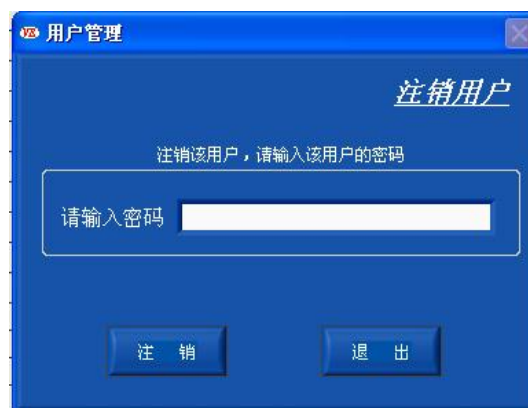 用户管理
注销用户
注销该用户，请输入该用户的密码
请输入密码
注 销
退 出